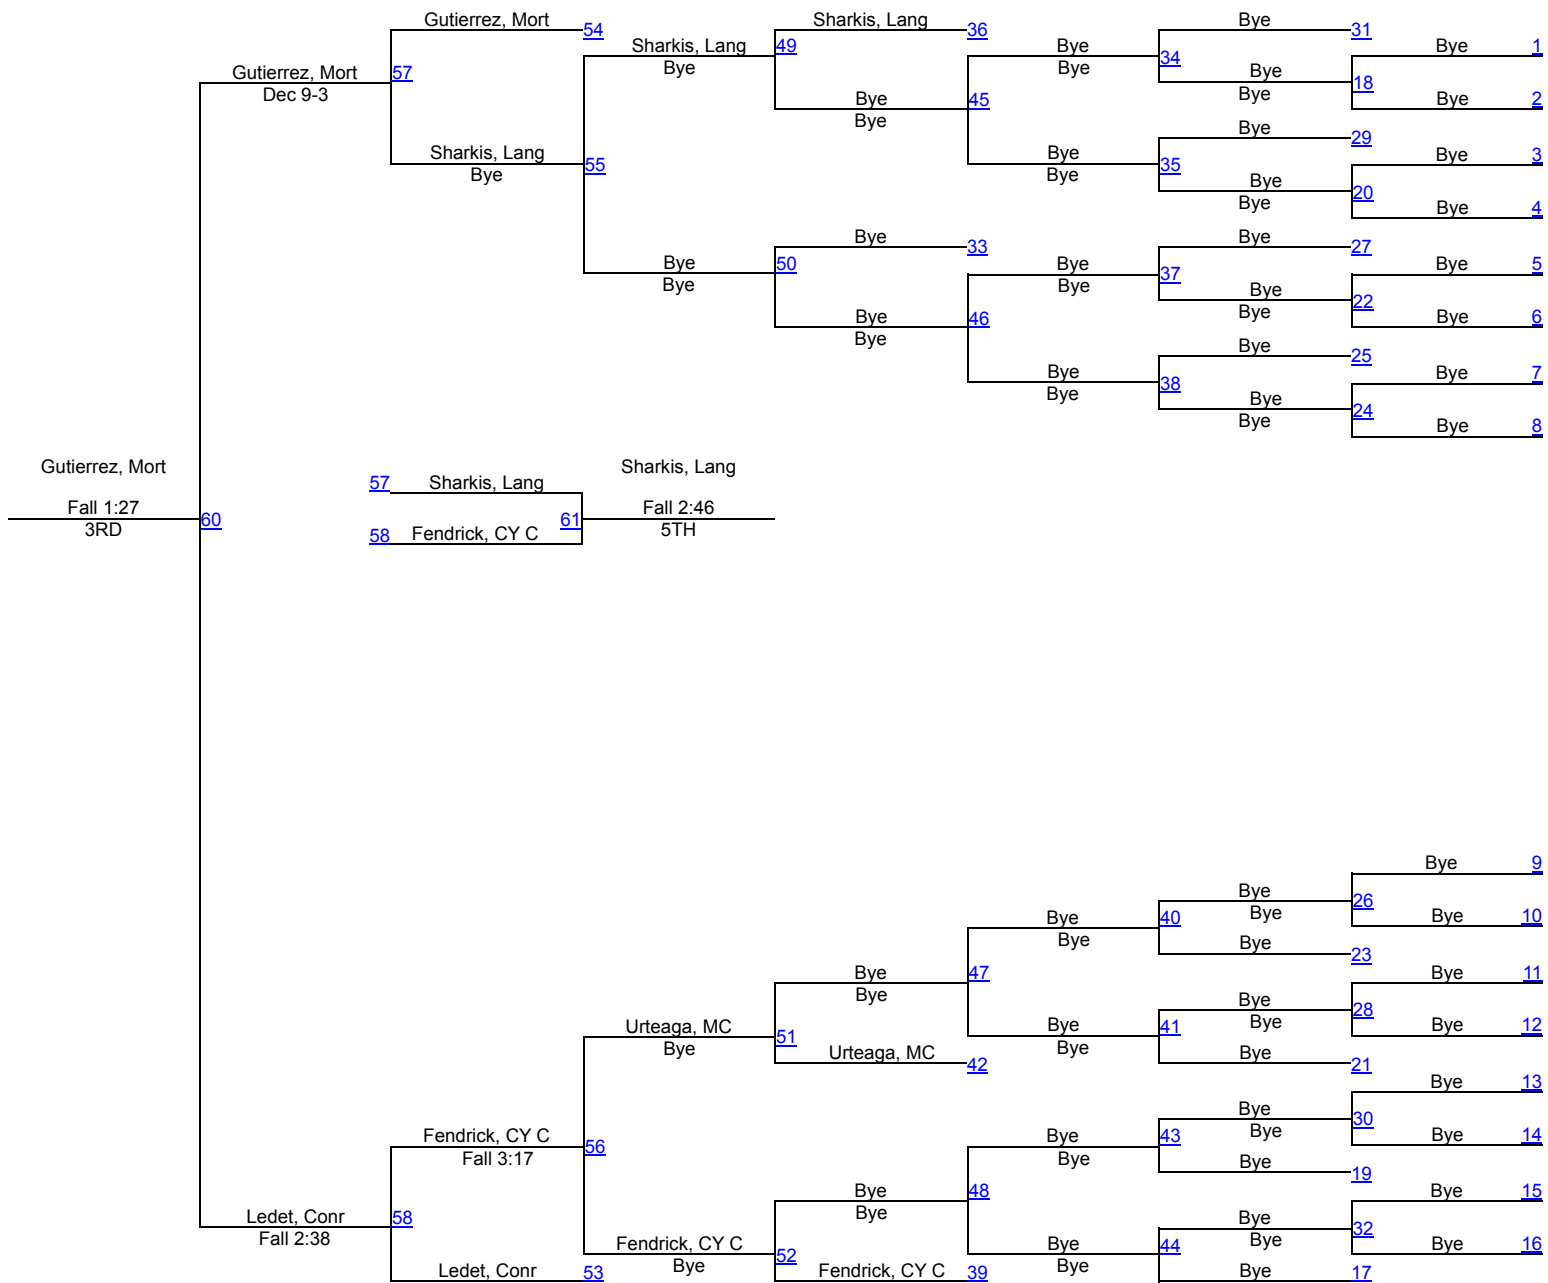 Gutierrez, Mort 54 Sharkis, Lang 36 Bye 31
Sharkis, Lang 49 Bye 34 Bye 1
Bye Bye
Gutierrez, Mort 57 Bye 18
Dec 9-3 Bye
Bye 45 Bye 2
Bye
Bye 29
Sharkis, Lang 55 Bye 35 Bye 3
Bye Bye
Bye 20
Bye
Bye 4
Bye 33 Bye 27
Bye 50 Bye 37 Bye 5
Bye Bye
Bye 22
Bye
Bye 46 Bye 6
Bye
Bye 25
Bye 38 Bye 7
Bye
Bye 24
Bye
Bye 8
Gutierrez, Mort
Fall 1:27
3RD
60
57 Sharkis, Lang
58 Fendrick, CY C
61
Sharkis, Lang
Fall 2:46
5TH
Bye 9
Bye 26
Bye
Bye 40 Bye 10
Bye
Bye 23
Bye 47 Bye 11
Bye
Bye 28
Bye
Urteaga, MC 51 Bye 41 Bye 12
Bye Bye
Urteaga, MC 42 Bye 21
Bye 13
Bye 30
Bye
Fendrick, CY C 56 Bye 43 Bye 14
Fall 3:17 Bye
Bye 19
Bye 48 Bye 15
Bye
Ledet, Conr 58 Bye 32
Fall 2:38 Bye
Fendrick, CY C 52 Bye 44 Bye 16
Bye Bye
Ledet, Conr 53 Fendrick, CY C 39 Bye 17